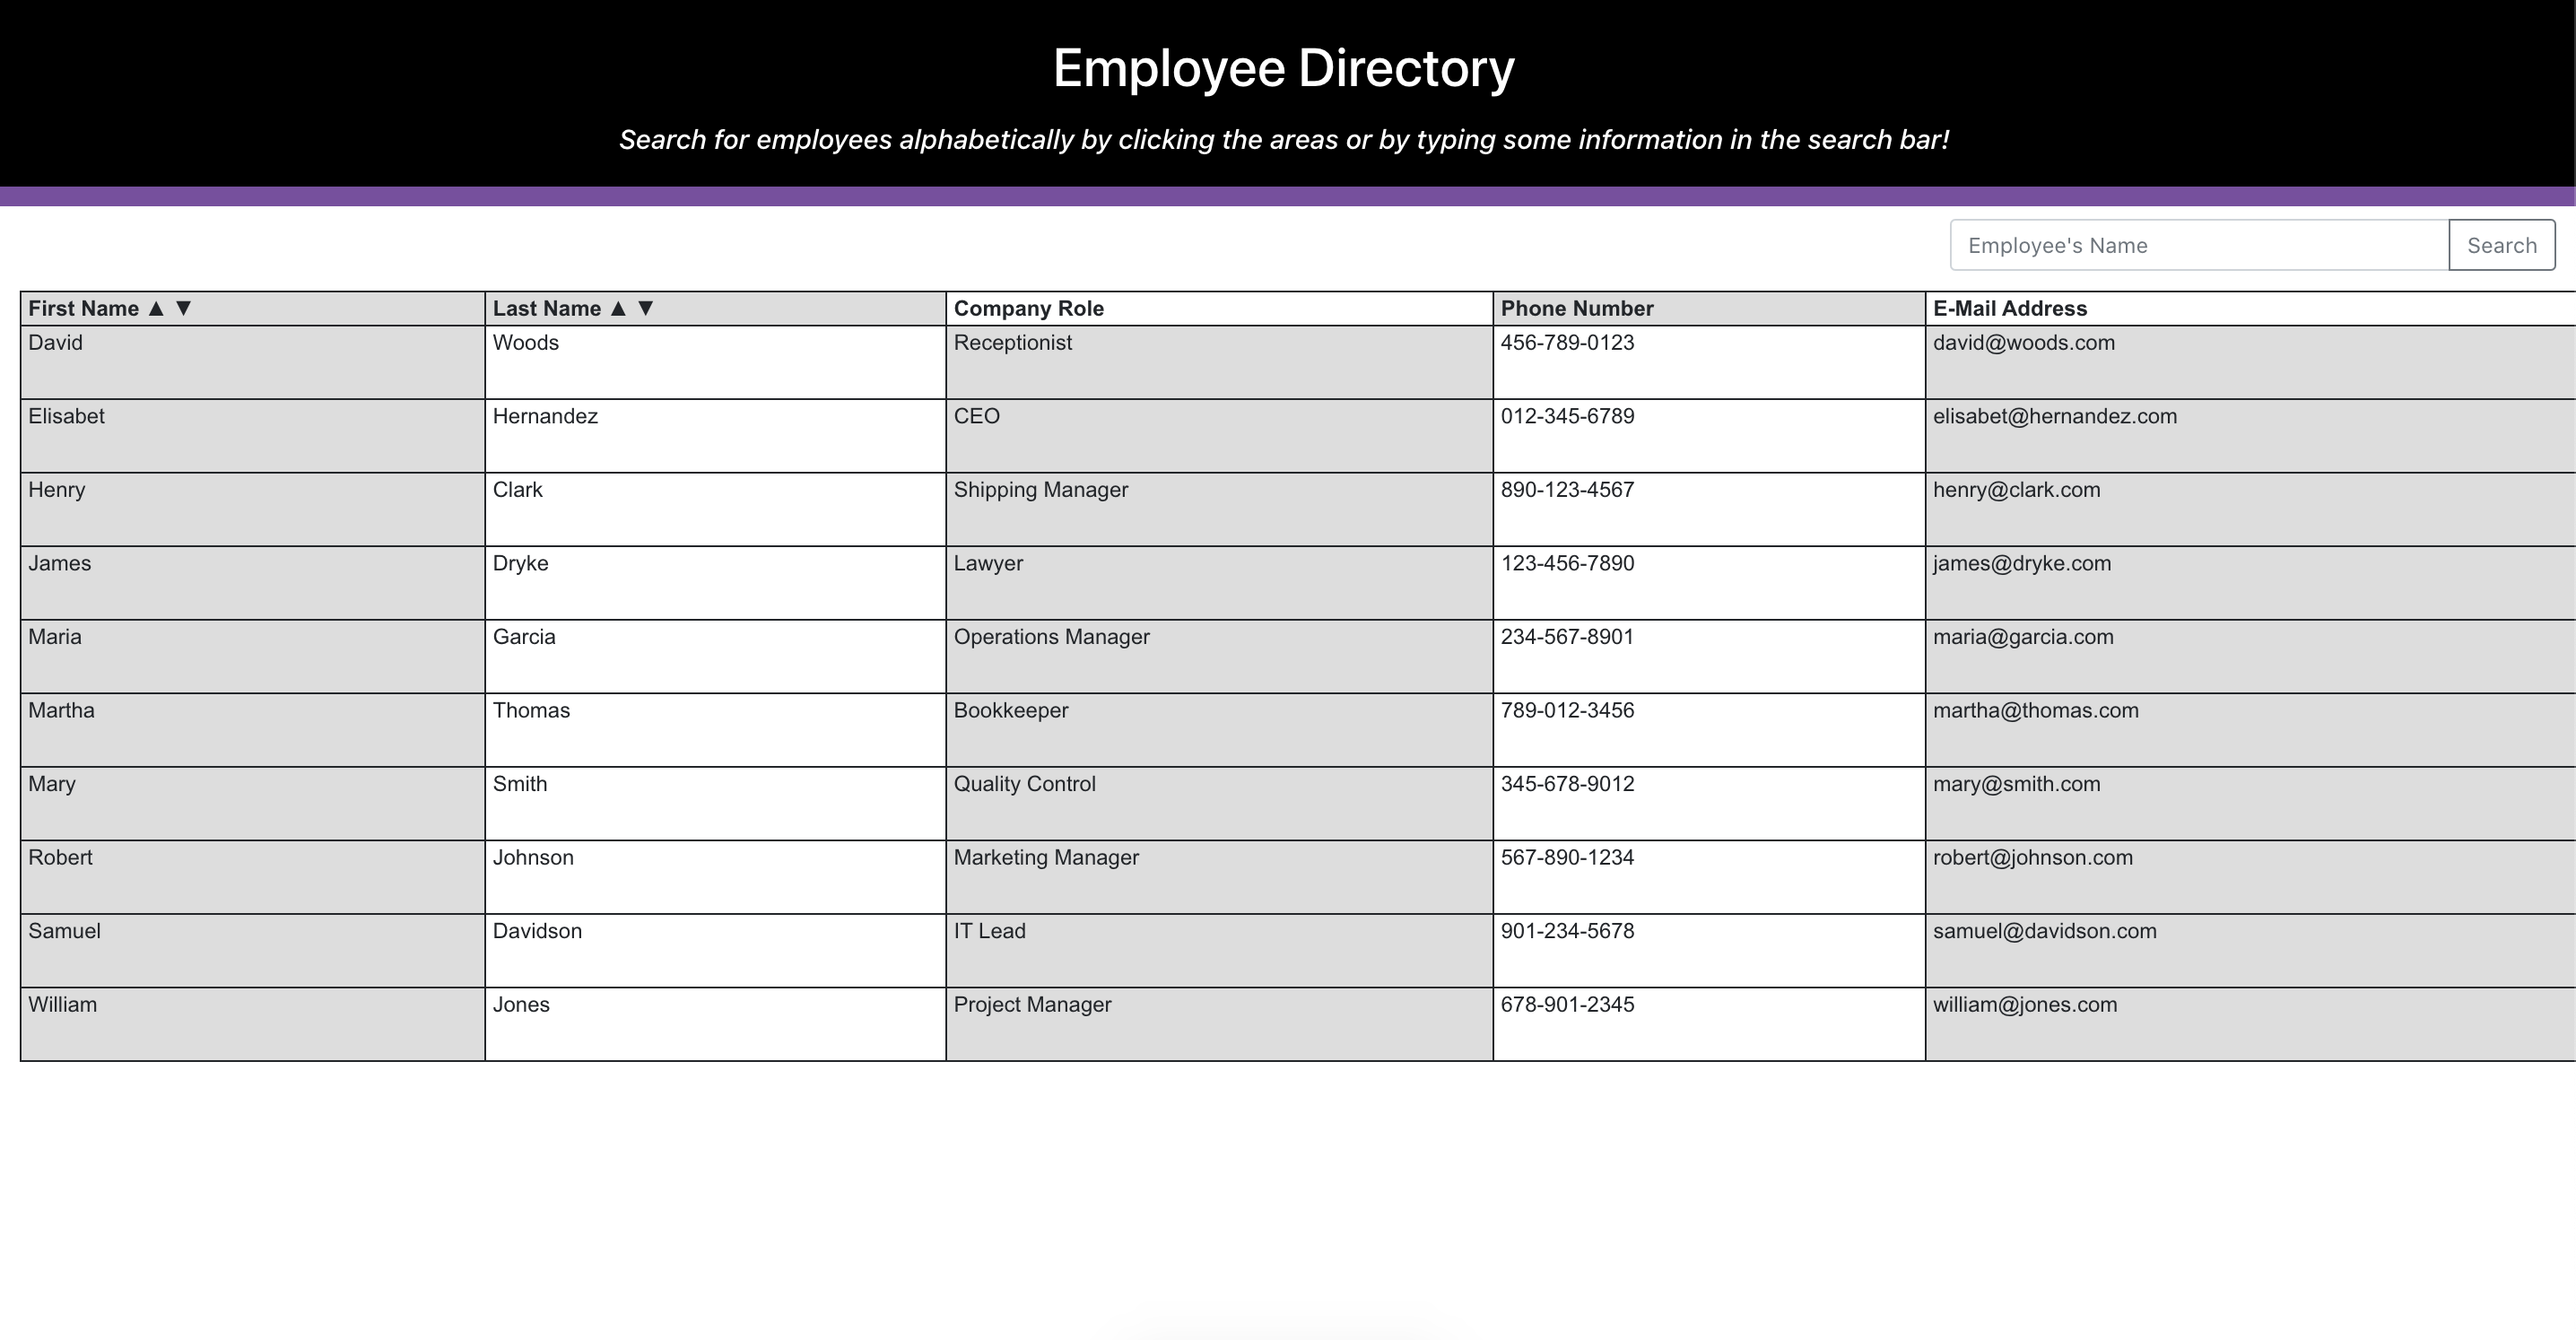 Employee Directory
Search for employees alphabetically by clicking the areas or by typing some information in the search bar!
Employee's Name Search
First Name ▲ ▼ Last Name ▲ ▼ Company Role Phone Number E-Mail Address
David Woods Receptionist 456-789-0123 david@woods.com
Elisabet Hernandez CEO 012-345-6789 elisabet@hernandez.com
Henry Clark Shipping Manager 890-123-4567 henry@clark.com
James Dryke Lawyer 123-456-7890 james@dryke.com
Maria Garcia Operations Manager 234-567-8901 maria@garcia.com
Martha Thomas Bookkeeper 789-012-3456 martha@thomas.com
Mary Smith Quality Control 345-678-9012 mary@smith.com
Robert Johnson Marketing Manager 567-890-1234 robert@johnson.com
Samuel Davidson IT Lead 901-234-5678 samuel@davidson.com
William Jones Project Manager 678-901-2345 william@jones.com